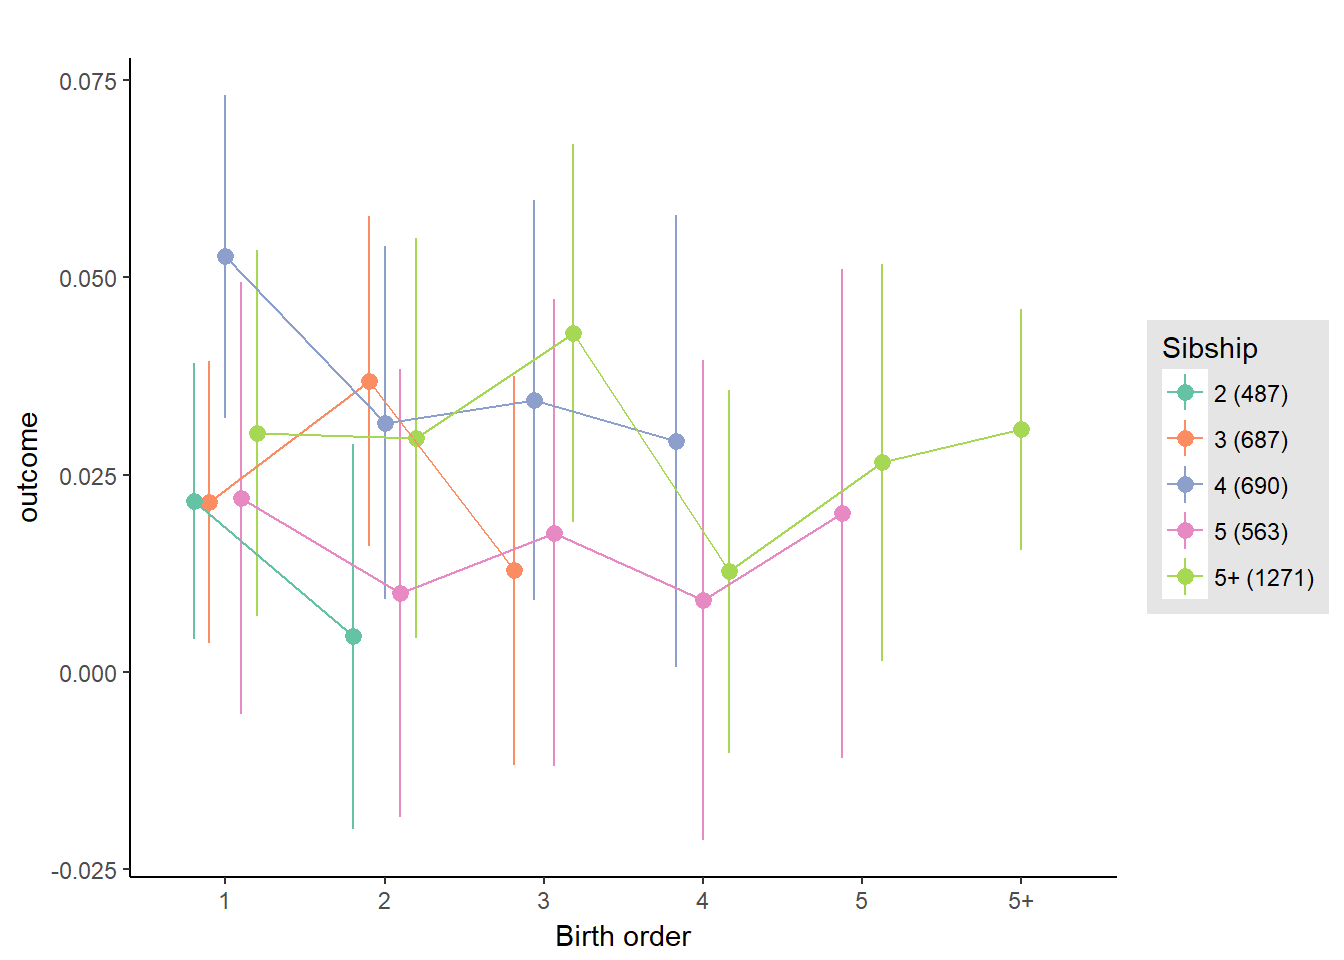 0.075
0.050
0.025
0.000
-0.025
outcome
1 2 3 4 5 5+
Birth order
Sibship
2 (487)
3 (687)
4 (690)
5 (563)
5+ (1271)